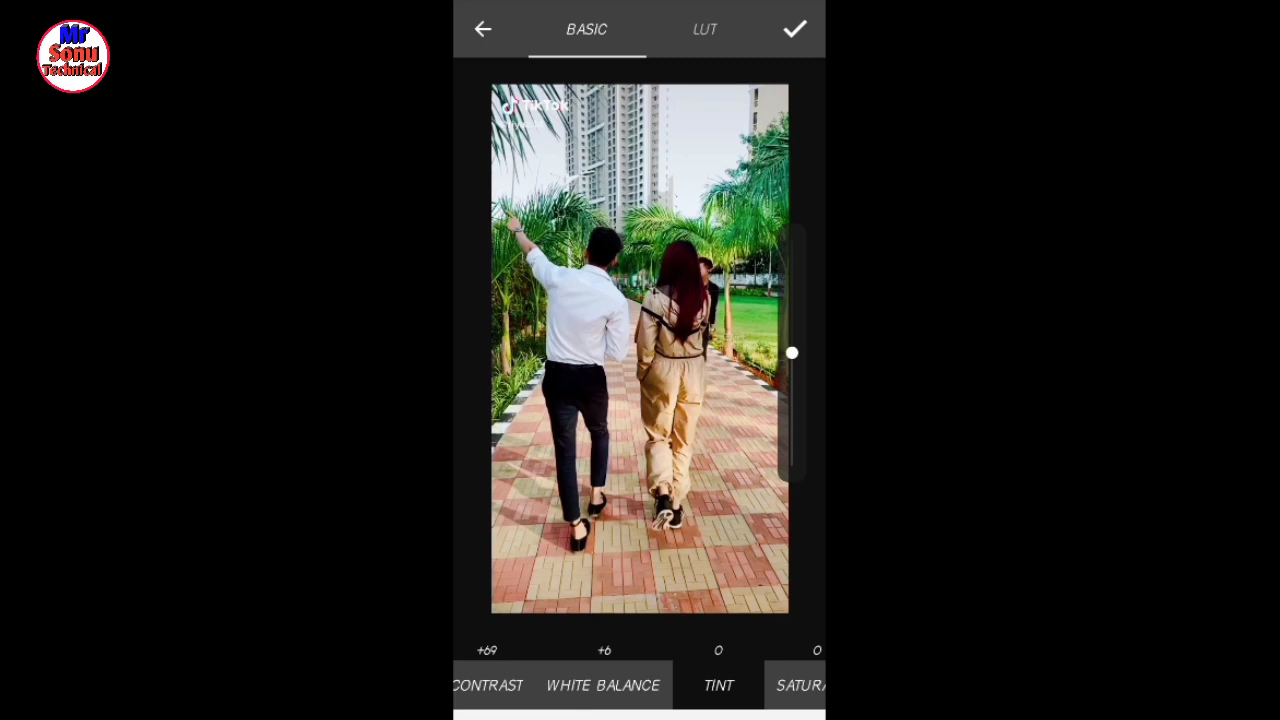 Mr
Sonu
Technical
BASIC
LUT
TikTok
+69
+6
0
0
CONTRAST
WHITE BALANCE
TINT
SATURA